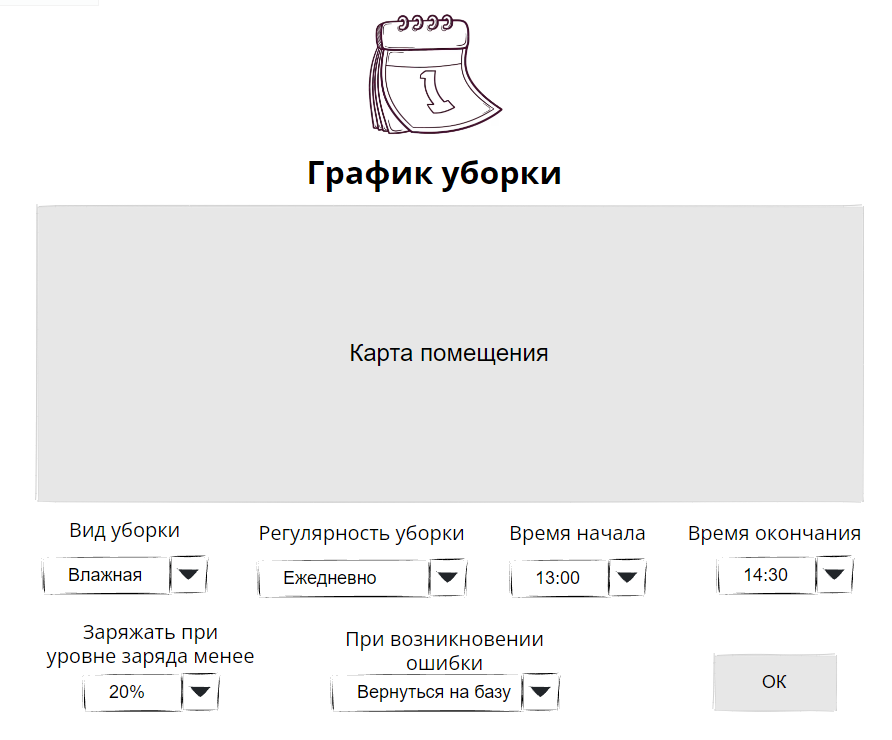 1
График уборки
Карта помещения
Вид уборки
Регулярность уборки
Время начала
Время окончания
Влажная
Ежедневно
13:00
14:30
Заряжать при
уровне заряда менее
20%
При возникновении
ошибки
Вернуться на базу
ОК